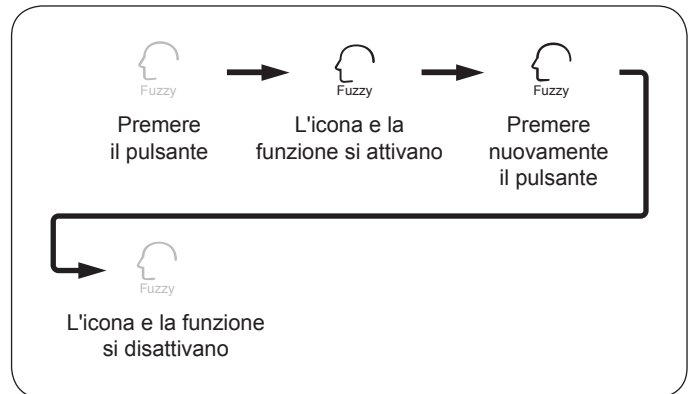 Fuzzy
Premere
il pulsante
Fuzzy
L'icona e la
funzione si attivano
Fuzzy
Premere
nuovamente
il pulsante
Fuzzy
L'icona e la funzione
si disattivano